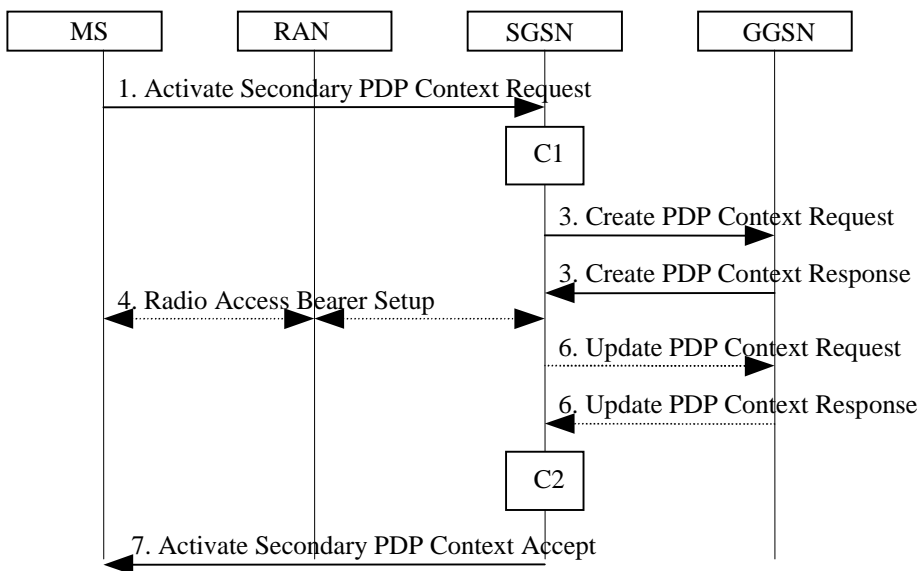 MS RAN SGSN GGSN
1. Activate Secondary PDP Context Request
C1
3. Create PDP Context Request
3. Create PDP Context Response
4. Radio Access Bearer Setup
6. Update PDP Context Request
6. Update PDP Context Response
C2
7. Activate Secondary PDP Context Accept